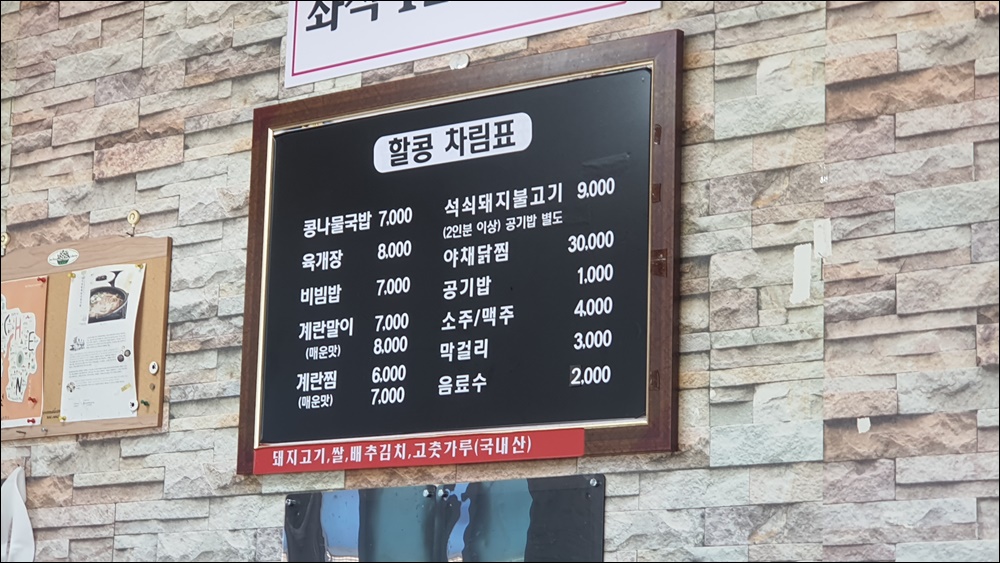 좌석
할콩 차림표
콩나물국밥 7.000
육개장 8.000
비빔밥 7.000
계란말이 7.000
(매운맛) 8.000
계란찜 6.000
(매운맛) 7.000
석쇠돼지불고기 9.000
(2인분 이상) 공기밥 별도
야채닭찜 30.000
공기밥 1.000
소주/맥주 4.000
막걸리 3.000
음료수 2,000
돼지고기,쌀,배추김치,고춧가루(국내산)